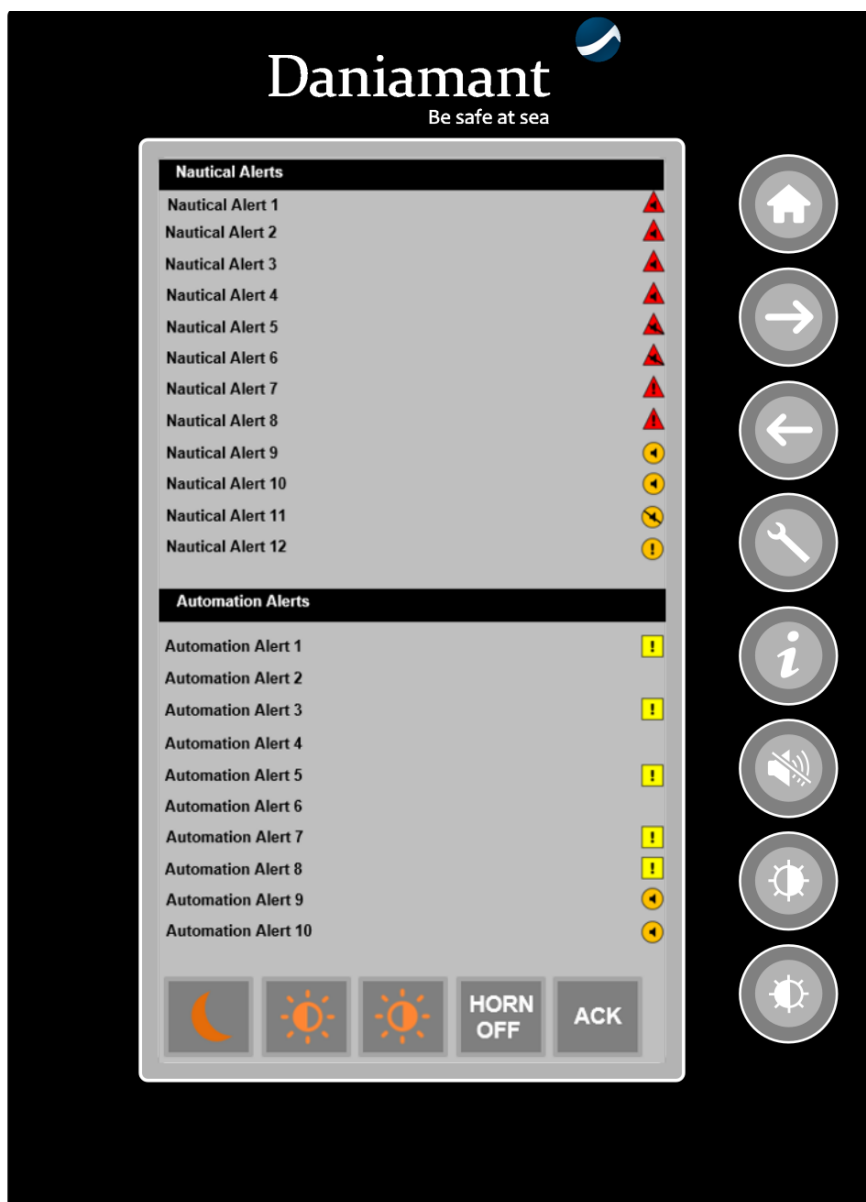 Daniamant
Be safe at sea
Nautical Alerts
Nautical Alert 1
Nautical Alert 2
Nautical Alert 3
Nautical Alert 4
Nautical Alert 5
Nautical Alert 6
Nautical Alert 7
Nautical Alert 8
Nautical Alert 9
Nautical Alert 10
Nautical Alert 11
Nautical Alert 12
Automation Alerts
Automation Alert 1
Automation Alert 2
Automation Alert 3
Automation Alert 4
Automation Alert 5
Automation Alert 6
Automation Alert 7
Automation Alert 8
Automation Alert 9
Automation Alert 10
HORN
OFF
ACK